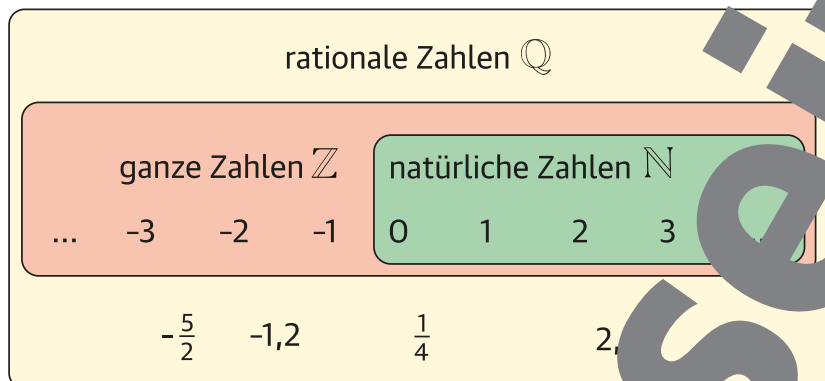 rationale Zahlen ℚ
ganze Zahlen ℤ
natürliche Zahlen ℕ
... -3 -2 -1 0 1 2 3 ...
-5/2 -1,2 1/4 2,